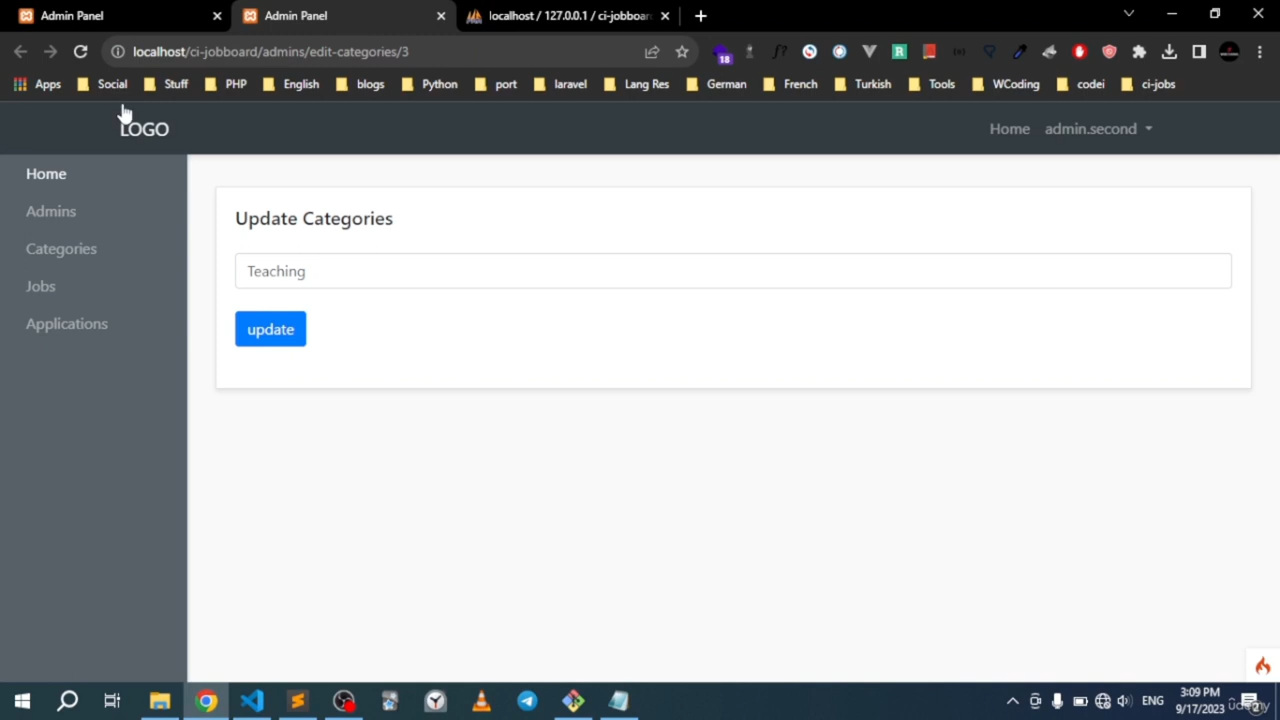 Admin Panel
Admin Panel
localhost / 127.0.0.1 / ci-jobboar
localhost/ci-jobboard/admins/edit-categories/3
18
Apps Social Stuff PHP English blogs Python port laravel Lang Res German French Turkish Tools WCoding codei ci-jobs
LOGO
Home admin.second
Home
Admins
Categories
Jobs
Applications
Update Categories
Teaching
update
ENG
3:09 PM
9/17/2023
udemy
2